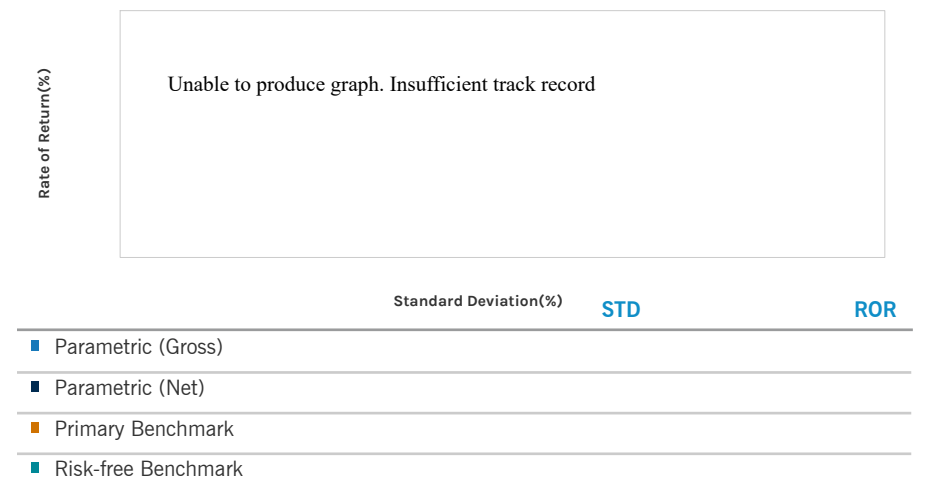 Rate of Return(%)
Unable to produce graph. Insufficient track record
Standard Deviation(%)
STD ROR
Parametric (Gross)
Parametric (Net)
Primary Benchmark
Risk-free Benchmark